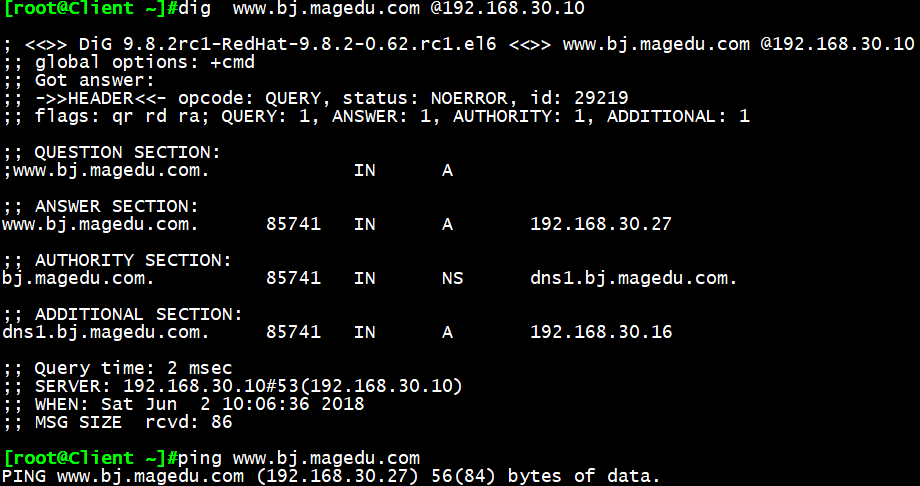 [root@Client ~]#dig  www.bj.magedu.com @192.168.30.10

; <<>> DiG 9.8.2rc1-RedHat-9.8.2-0.62.rc1.el6 <<>> www.bj.magedu.com @192.168.30.10
;; global options: +cmd
;; Got answer:
;; ->>HEADER<<- opcode: QUERY, status: NOERROR, id: 29219
;; flags: qr rd ra; QUERY: 1, ANSWER: 1, AUTHORITY: 1, ADDITIONAL: 1

;; QUESTION SECTION:
;www.bj.magedu.com.		IN	A

;; ANSWER SECTION:
www.bj.magedu.com.	85741	IN	A	192.168.30.27

;; AUTHORITY SECTION:
bj.magedu.com.		85741	IN	NS	dns1.bj.magedu.com.

;; ADDITIONAL SECTION:
dns1.bj.magedu.com.	85741	IN	A	192.168.30.16

;; Query time: 2 msec
;; SERVER: 192.168.30.10#53(192.168.30.10)
;; WHEN: Sat Jun  2 10:06:36 2018
;; MSG SIZE  rcvd: 86

[root@Client ~]#ping www.bj.magedu.com
PING www.bj.magedu.com (192.168.30.27) 56(84) bytes of data.